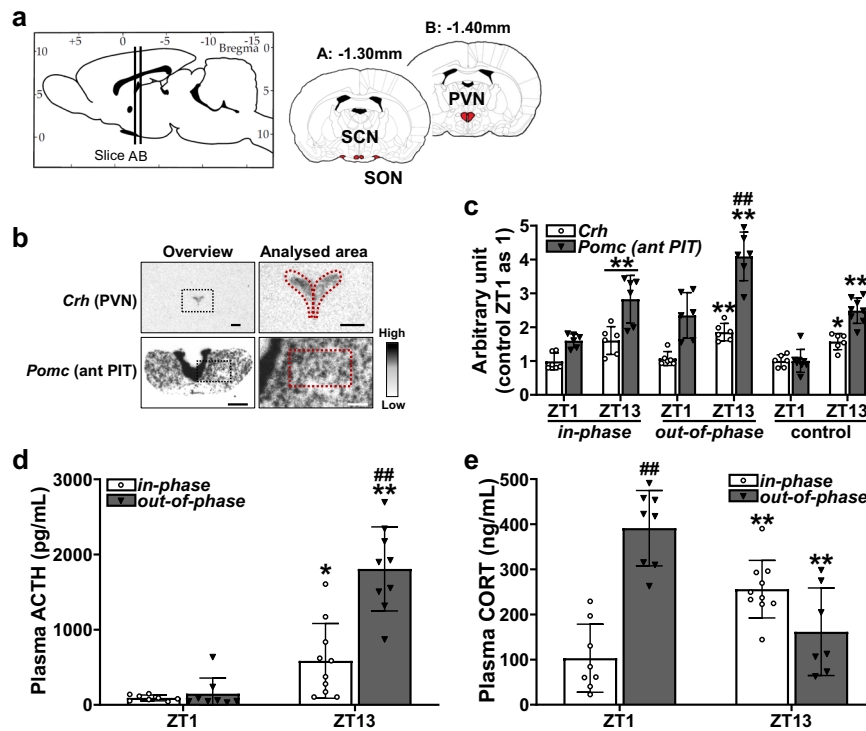 a
10 +5 0 -5 -10 -15 0
Bregma
5 5
0 10
Slice AB
B: -1.40mm
A: -1.30mm
PVN
SCN
SON
b
Overview Analysed area
Crh (PVN)
Pomc (ant PIT)
High
Low
c
Arbitrary unit
(control ZT1 as 1)
5
4
3
2
1
0
Crh
Pomc (ant PIT)
**
**
##
**
*
**
ZT1 ZT13 ZT1 ZT13 ZT1 ZT13
in-phase out-of-phase control
d
Plasma ACTH (pg/mL)
3000
2000
1000
0
in-phase
out-of-phase
*
##
**
ZT1 ZT13
e
Plasma CORT (ng/mL)
500
400
300
200
100
0
in-phase
out-of-phase
##
**
**
ZT1 ZT13